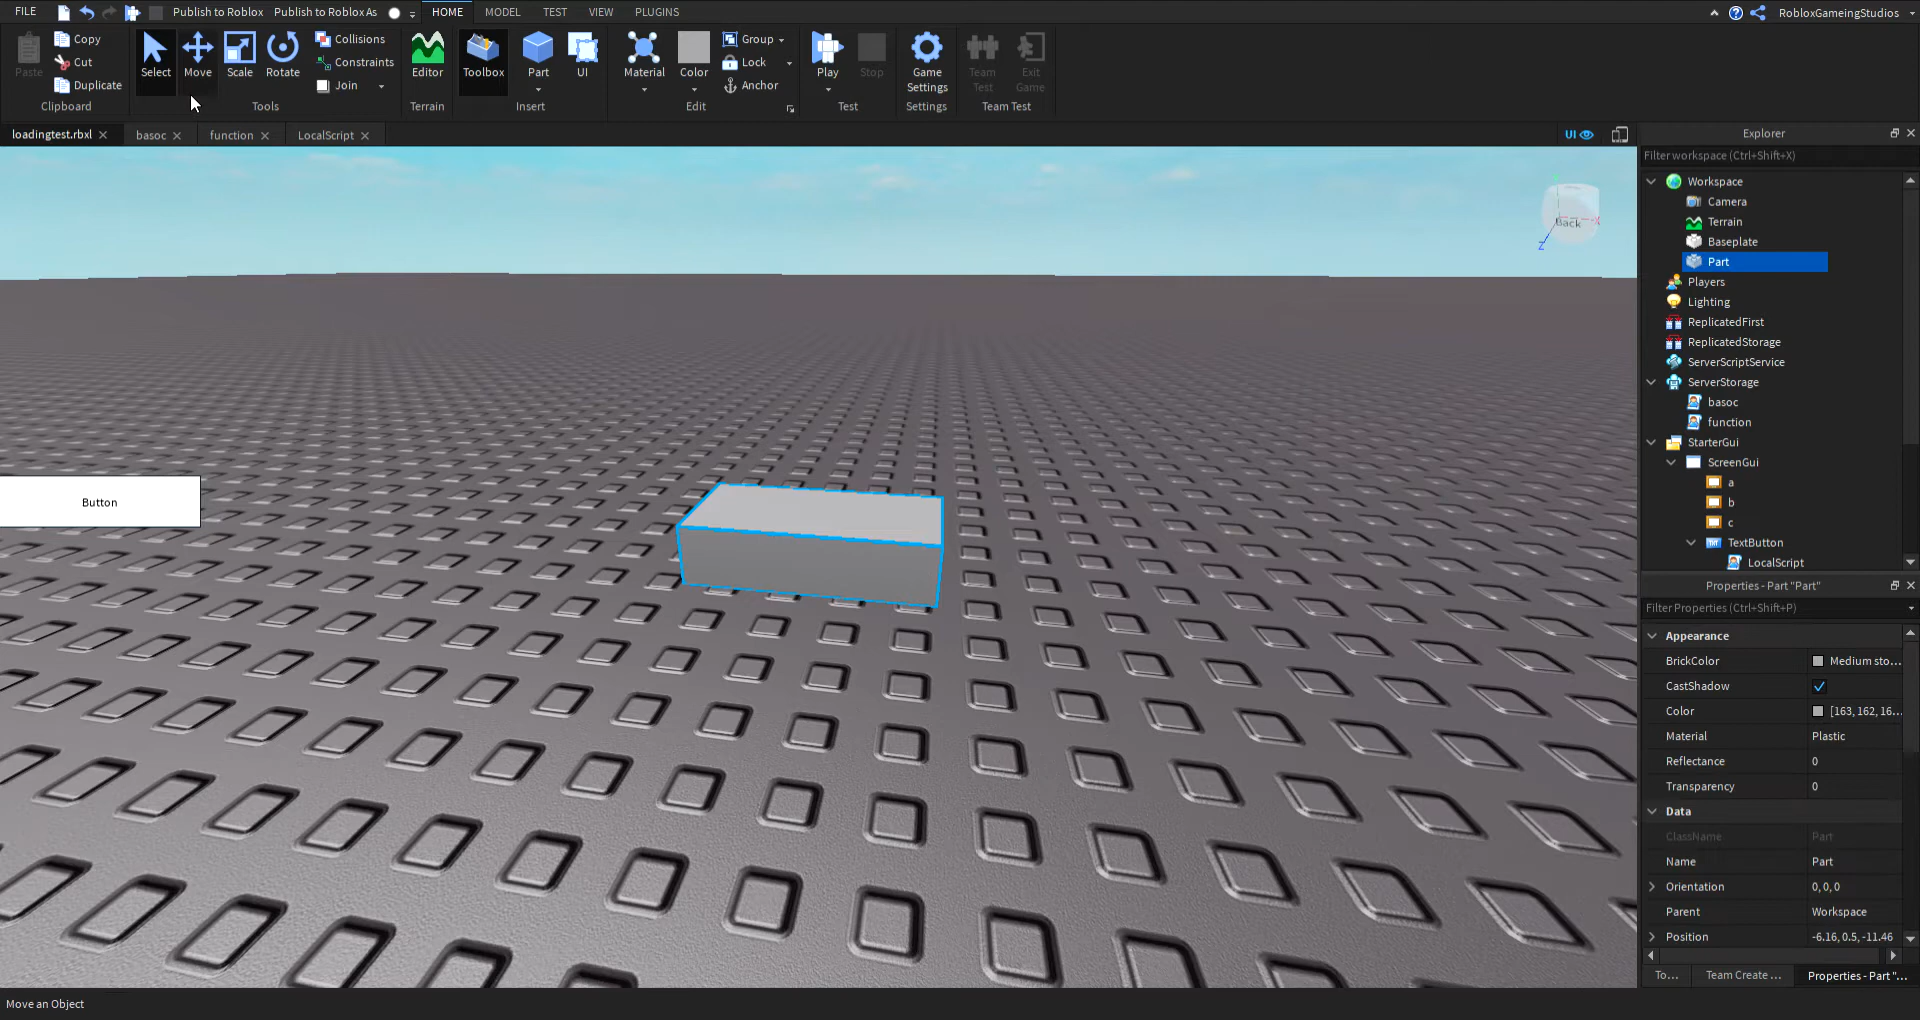 FILE
Publish to Roblox
Publish to Roblox As
HOME
MODEL
TEST
VIEW
PLUGINS
RobloxGameingStudios
Paste
Copy
Cut
Duplicate
Clipboard
Select
Move
Scale
Rotate
Collisions
Constraints
Join
Tools
Editor
Terrain
Toolbox
Part
UI
Insert
Material
Color
Group
Lock
Anchor
Edit
Play
Stop
Test
Game
Settings
Settings
Team
Test
Exit
Game
Team Test
loadingtest.rbxl
basoc
function
LocalScript
UI
Explorer
Filter workspace (Ctrl+Shift+X)
Workspace
Camera
Terrain
Baseplate
Part
Players
Lighting
ReplicatedFirst
ReplicatedStorage
ServerScriptService
ServerStorage
basoc
function
StarterGui
ScreenGui
a
b
c
TXT
TextButton
LocalScript
Back
Z
Button
Properties - Part "Part"
Filter Properties (Ctrl+Shift+P)
Appearance
BrickColor Medium sto...
CastShadow
Color [163, 162, 16...
Material Plastic
Reflectance 0
Transparency 0
Data
ClassName Part
Name Part
Orientation 0, 0, 0
Parent Workspace
Position -6.16, 0.5, -11.46
To...
Team Create ...
Properties - Part "...
Move an Object